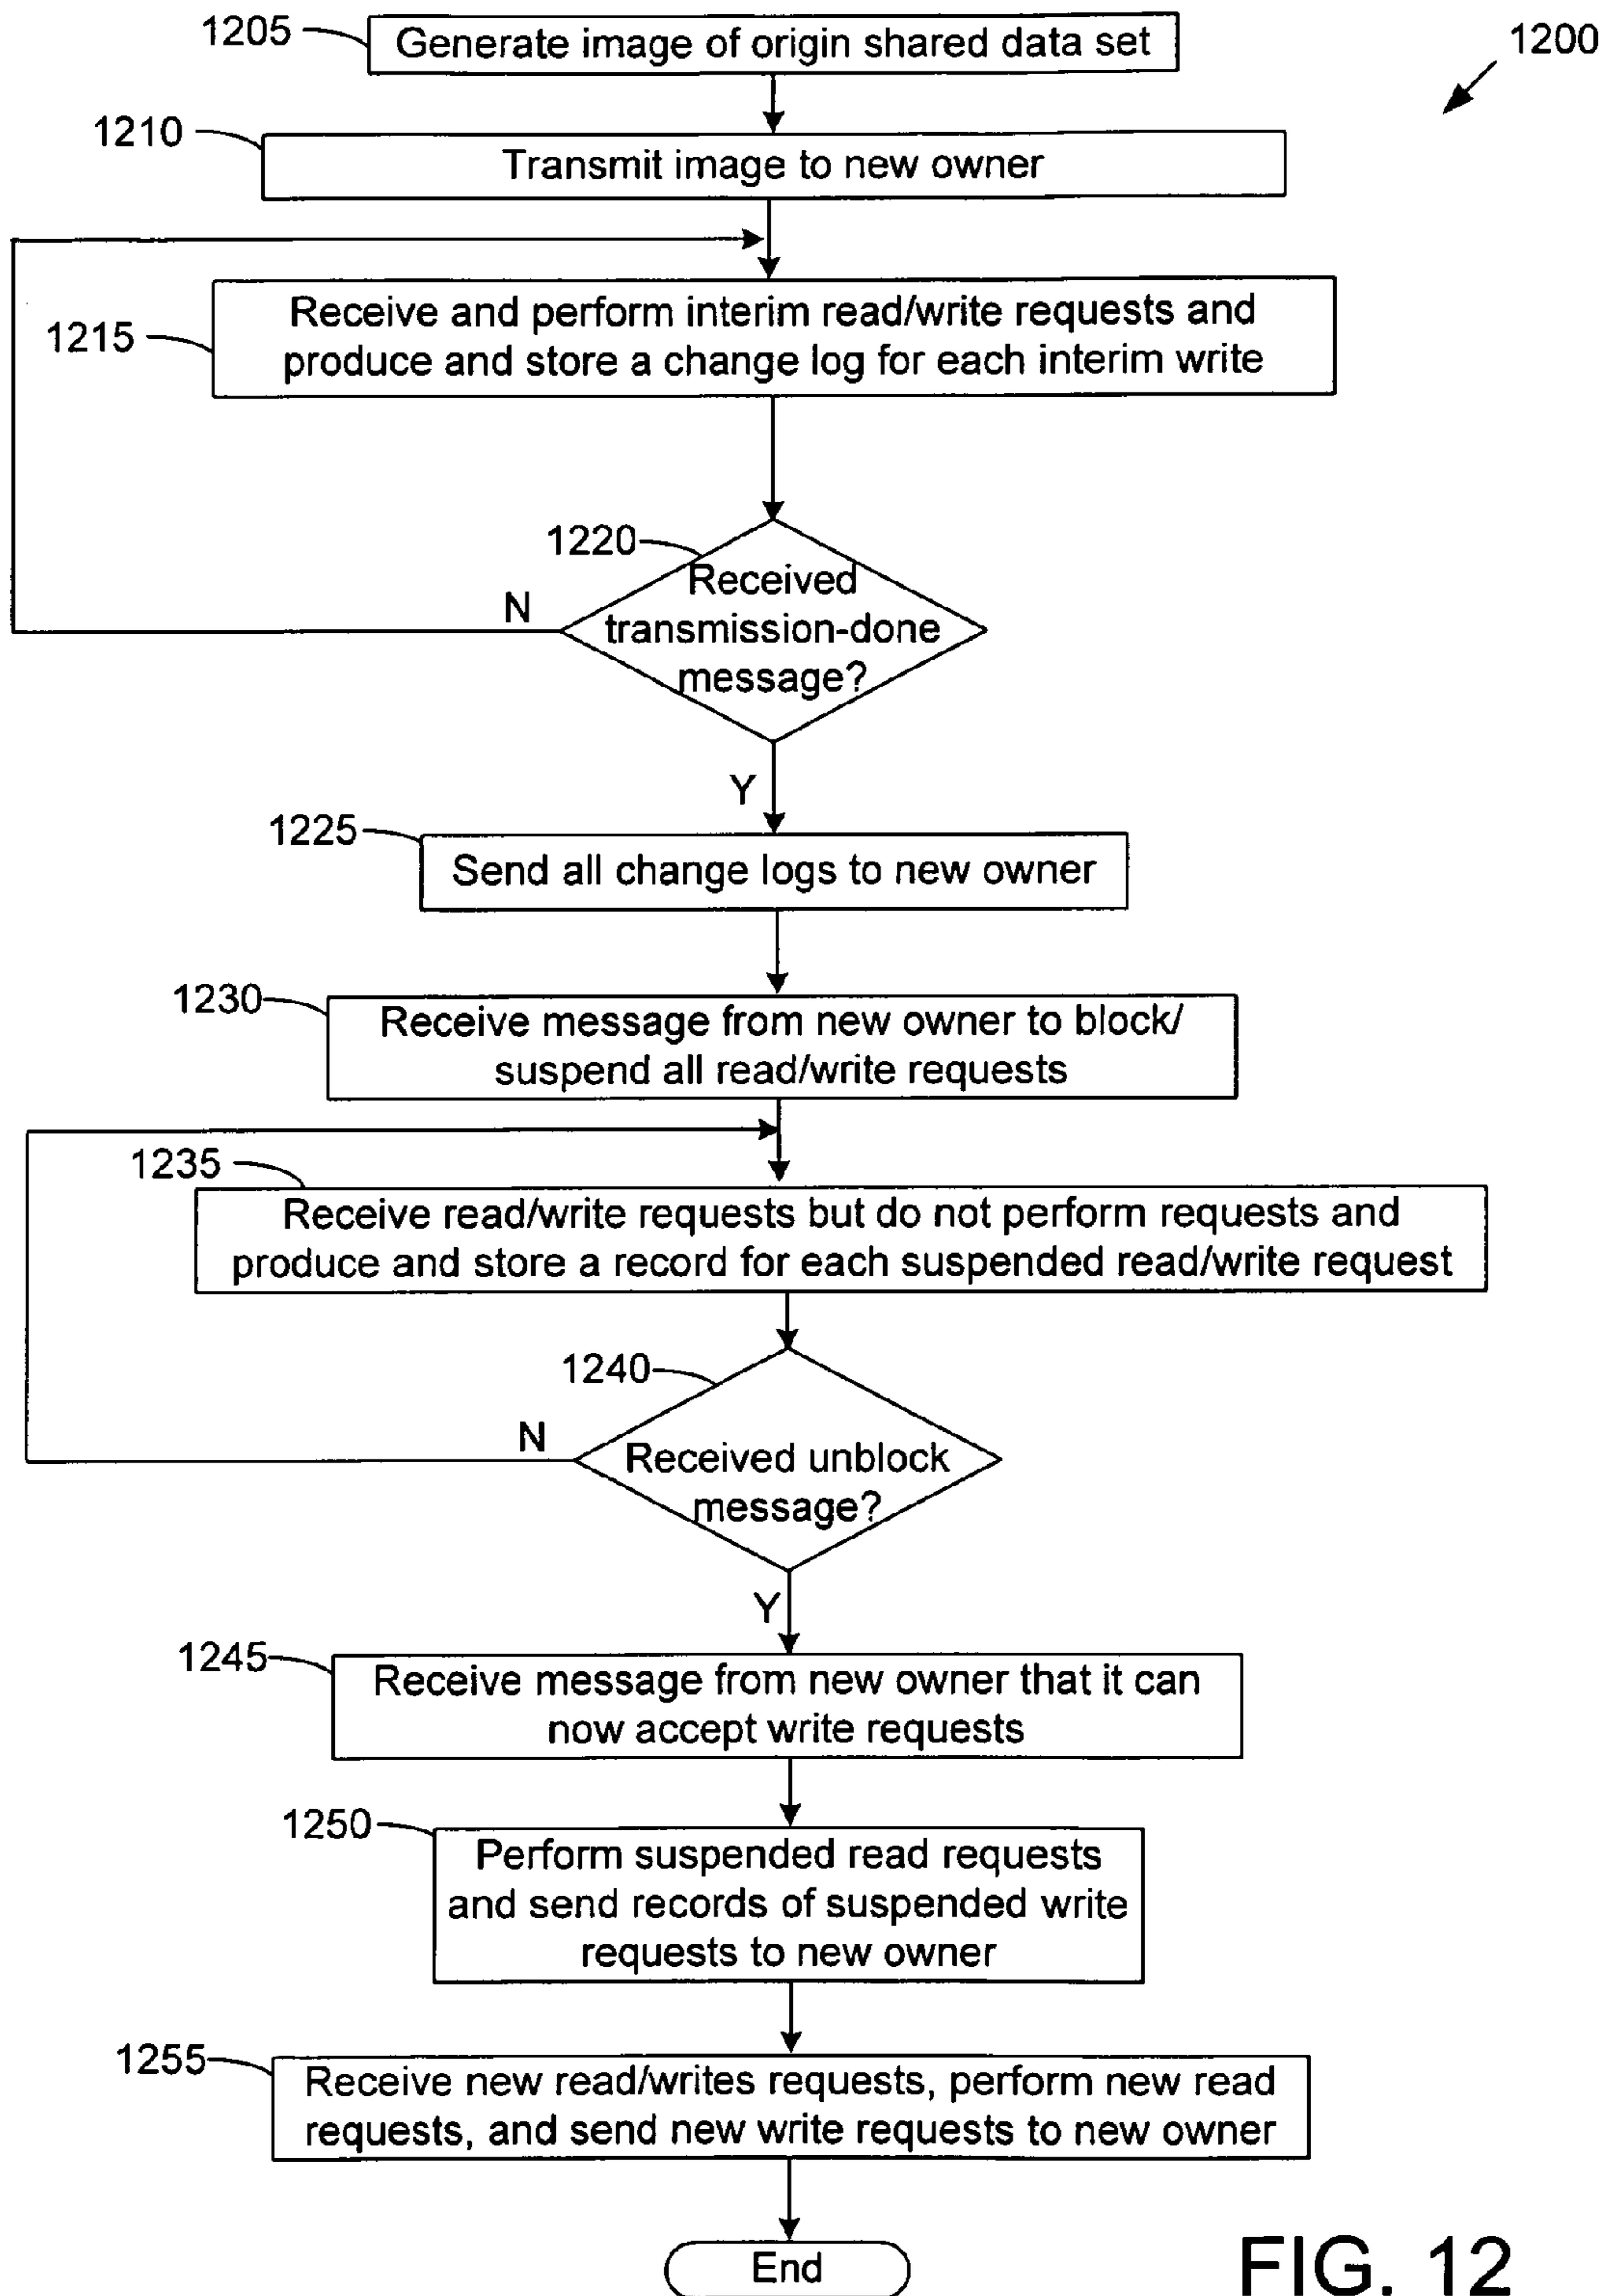 1205
Generate image of origin shared data set
1200
1210
Transmit image to new owner
1215
Receive and perform interim read/write requests and
produce and store a change log for each interim write
1220
Received
transmission-done
message?
N
Y
1225
Send all change logs to new owner
1230
Receive message from new owner to block/
suspend all read/write requests
1235
Receive read/write requests but do not perform requests and
produce and store a record for each suspended read/write request
1240
N
Received unblock
message?
Y
1245
Receive message from new owner that it can
now accept write requests
1250
Perform suspended read requests
and send records of suspended write
requests to new owner
1255
Receive new read/writes requests, perform new read
requests, and send new write requests to new owner
End
FIG. 12